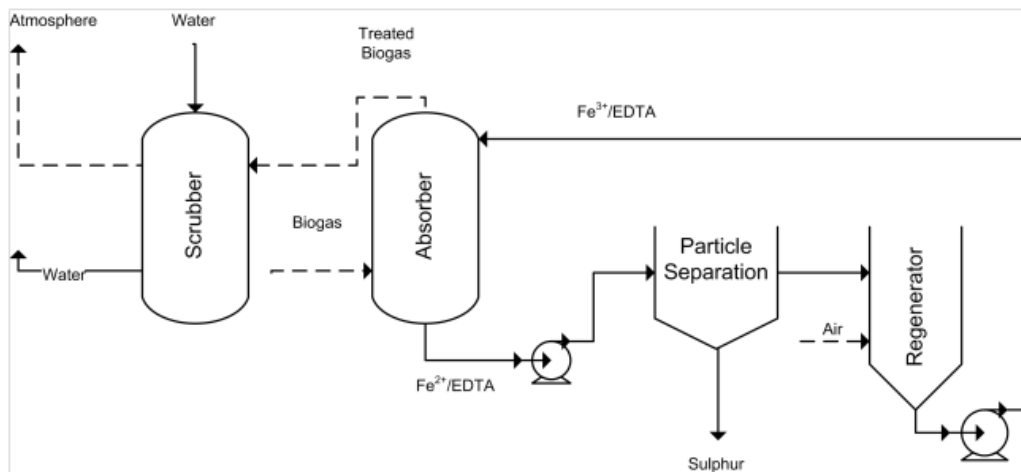 Atmosphere
Water
Treated
Biogas
Fe³⁺/EDTA
Scrubber
Biogas
Absorber
Particle
Separation
Regenerator
Water
Air
Fe²⁺/EDTA
Sulphur